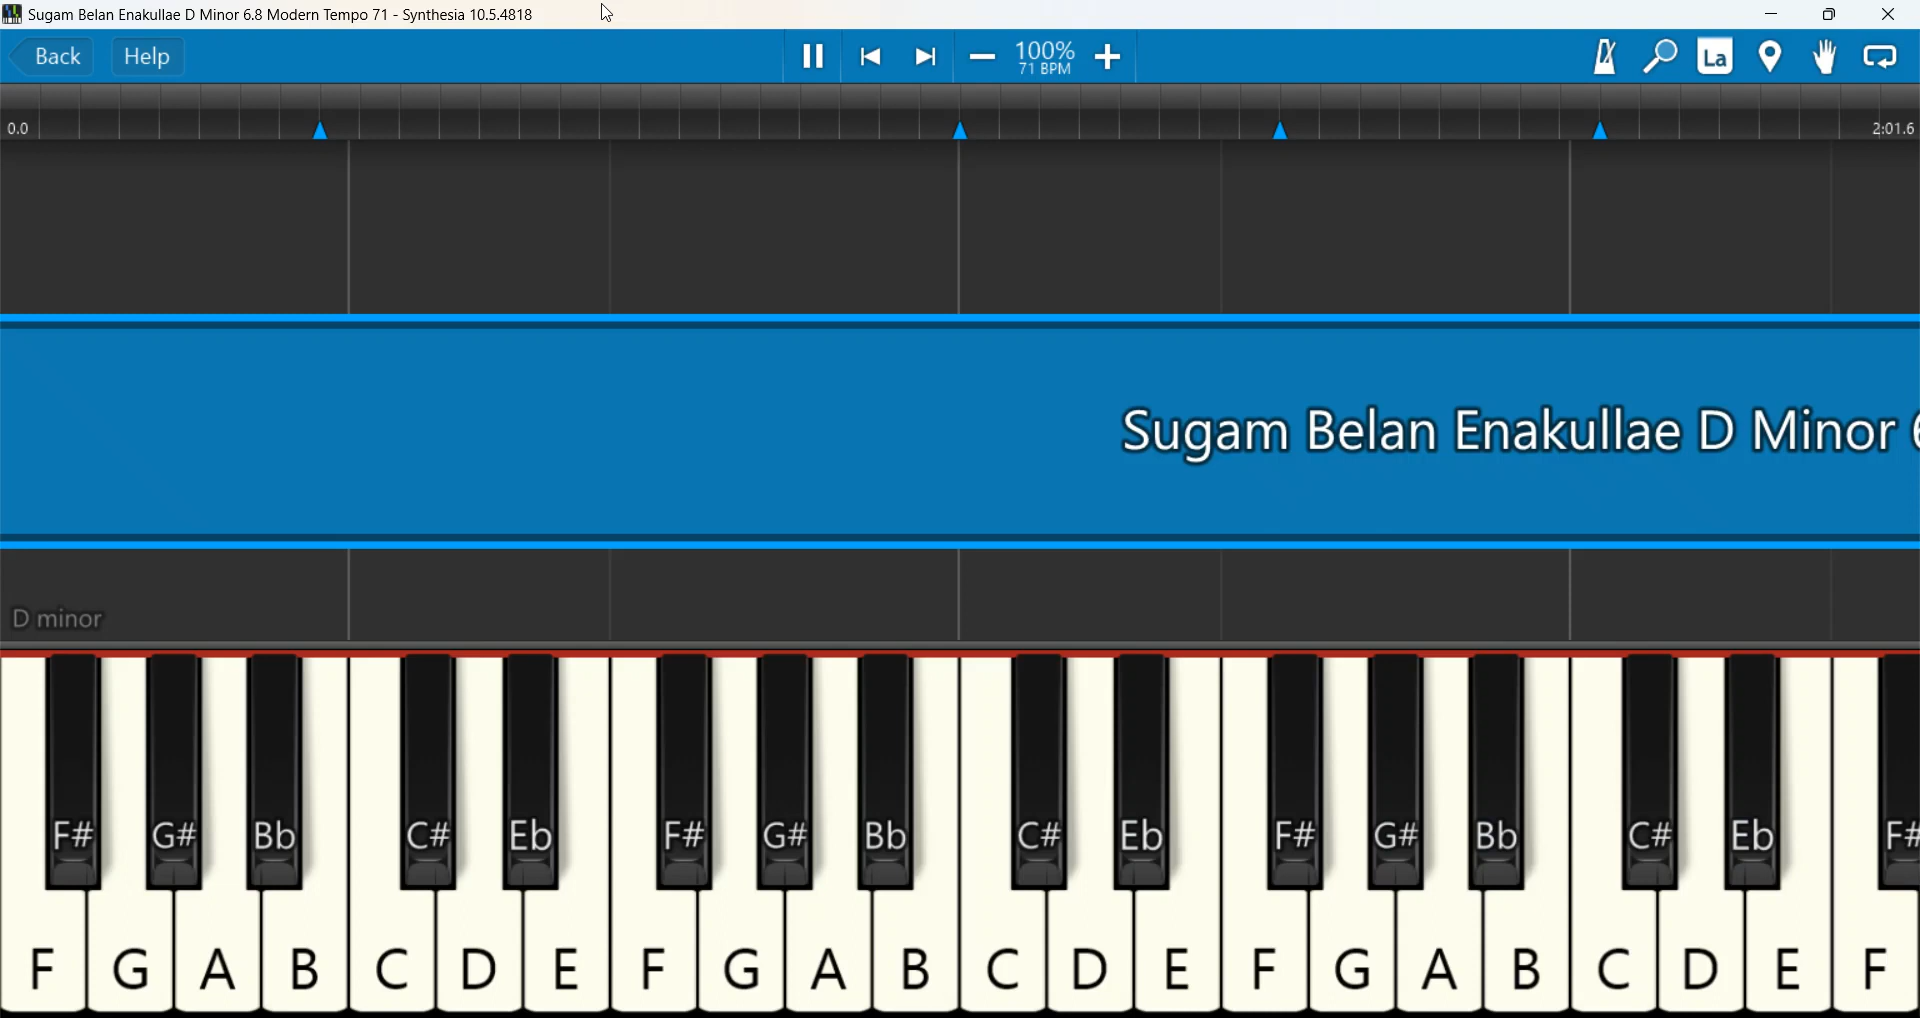 Sugam Belan Enakullae D Minor 6.8 Modern Tempo 71 - Synthesia 10.5.4818
Back Help 100% La
71 BPM
0.0 2:01.6
Sugam Belan Enakullae D Minor
D minor
F# G# Bb C# Eb F# G# Bb C# Eb F# G# Bb C# Eb F#
F G A B C D E F G A B C D E F G A B C D E F